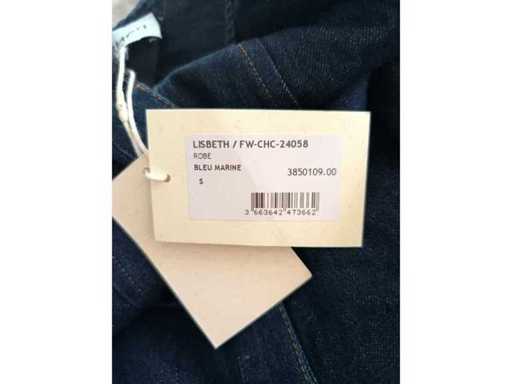 LISBETH / FW-CHC-24058
ROBE
BLEU MARINE
3850109.00
S
3 663642 473662